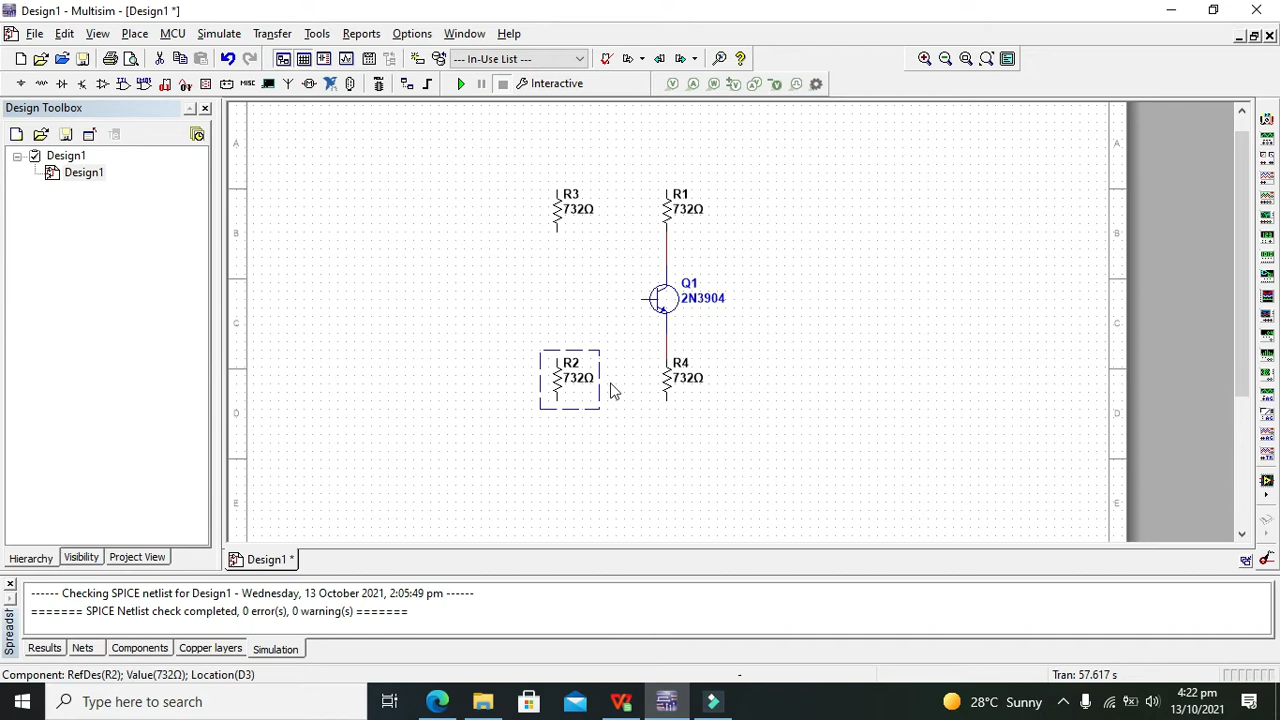 Design1 - Multisim - [Design1 *]
File Edit View Place MCU Simulate Transfer Tools Reports Options Window Help
--- In-Use List ---
MISC
Interactive
Design Toolbox
Design1
Design1
A
A
B
B
C
C
D
D
E
E
R3
732Ω
R1
732Ω
Q1
2N3904
R2
732Ω
R4
732Ω
Hierarchy Visibility Project View
Design1 *
------ Checking SPICE netlist for Design1 - Wednesday, 13 October 2021, 2:05:49 pm ------
======= SPICE Netlist check completed, 0 error(s), 0 warning(s) =======
Results Nets Components Copper layers Simulation
Component: RefDes(R2); Value(732Ω); Location(D3)
-
Tran: 57.617 s
Type here to search
28°C Sunny
4:22 pm
13/10/2021